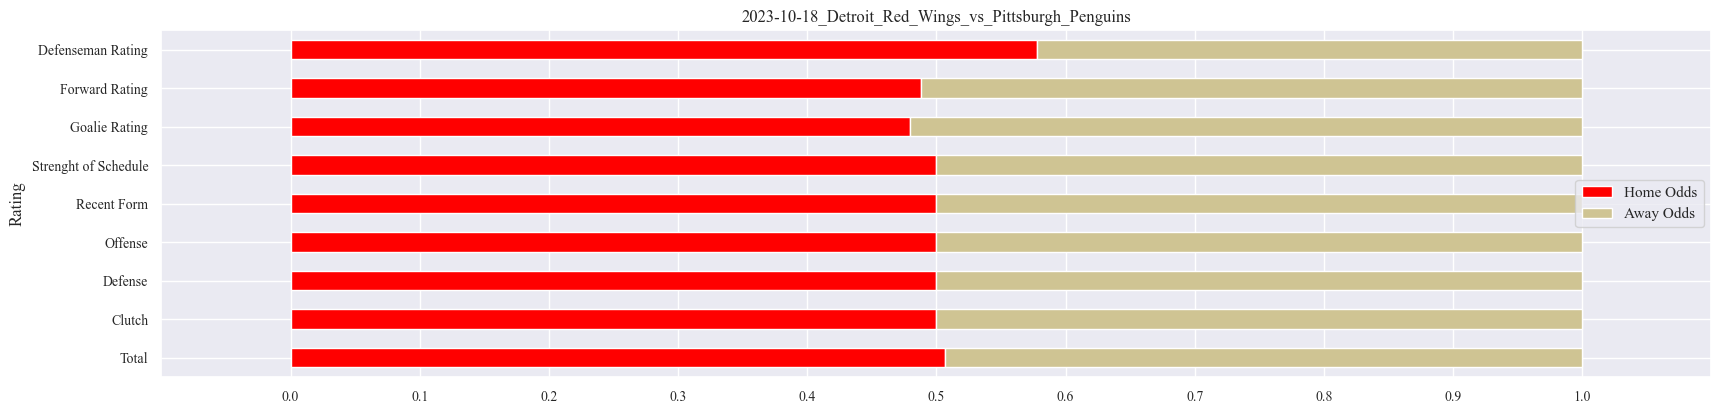 2023-10-18_Detroit_Red_Wings_vs_Pittsburgh_Penguins
Rating
Defenseman Rating
Forward Rating
Goalie Rating
Strenght of Schedule
Recent Form
Offense
Defense
Clutch
Total
Home Odds
Away Odds
0.0 0.1 0.2 0.3 0.4 0.5 0.6 0.7 0.8 0.9 1.0